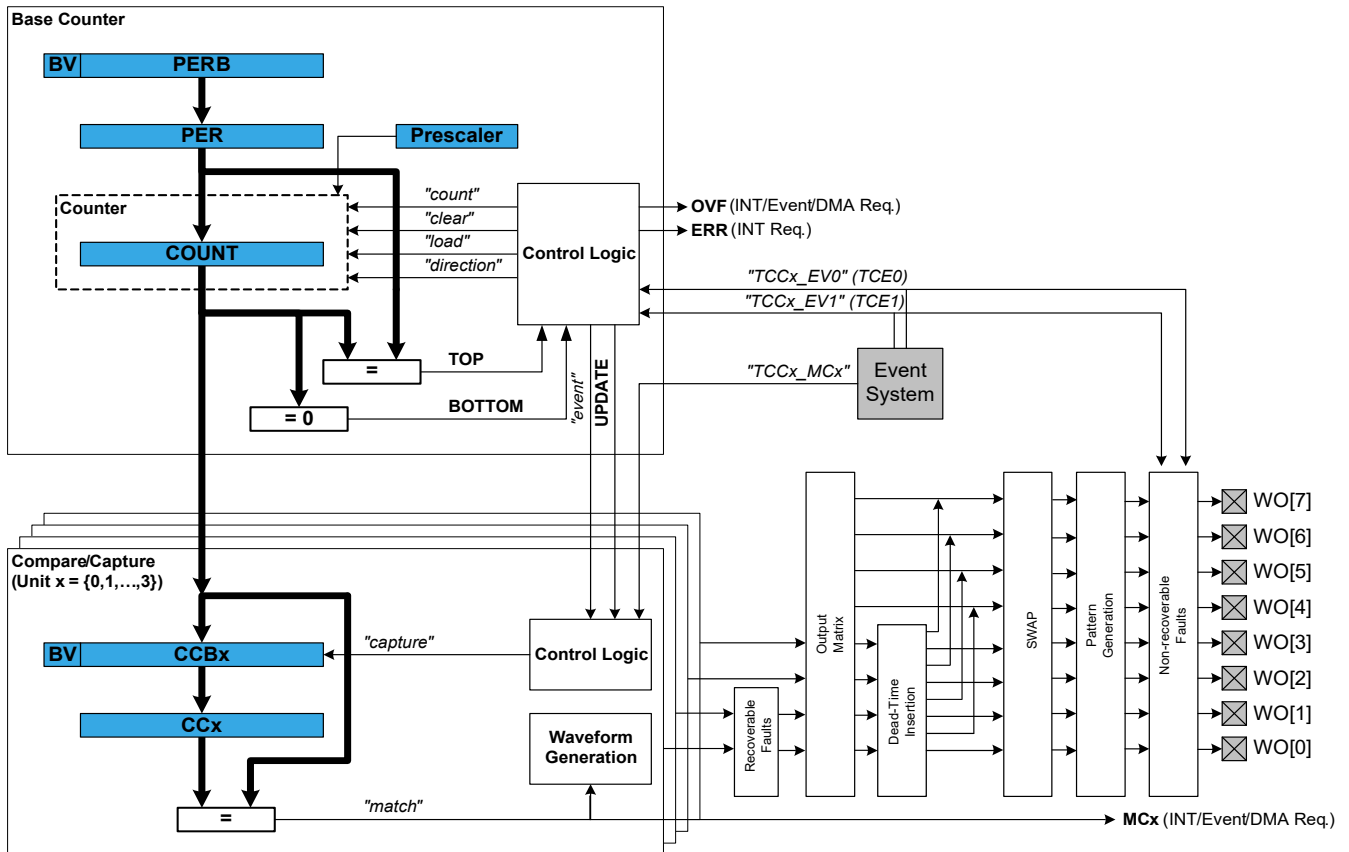 Base Counter
BV
PERB
PER
Prescaler
Counter
COUNT
"count"
"clear"
"load"
"direction"
Control Logic
OVF (INT/Event/DMA Req.)
ERR (INT Req.)
"TCCx_EV0" (TCE0)
"TCCx_EV1" (TCE1)
"TCCx_MCx"
Event
System
=
TOP
= 0
BOTTOM
"event"
UPDATE
Compare/Capture
(Unit x = {0,1,…,3})
BV
CCBx
"capture"
Control Logic
CCx
Waveform
Generation
=
"match"
Recoverable
Faults
Output
Matrix
Dead-Time
Insertion
SWAP
Pattern
Generation
Non-recoverable
Faults
WO[7]
WO[6]
WO[5]
WO[4]
WO[3]
WO[2]
WO[1]
WO[0]
MCx (INT/Event/DMA Req.)